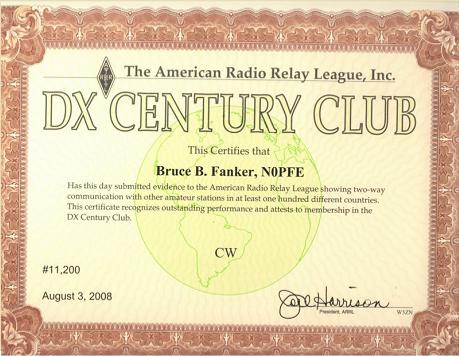 The American Radio Relay League, Inc.
DX CENTURY CLUB
This Certifies that
Bruce B. Fanker, N0PFE
Has this day submitted evidence to the American Radio Relay League showing two-way
communication with other amateur stations in at least one hundred different countries.
This certificate recognizes outstanding performance and attests to membership in the
DX Century Club.
CW
#11,200
August 3, 2008
Joel Harrison
President, ARRL
W5ZN